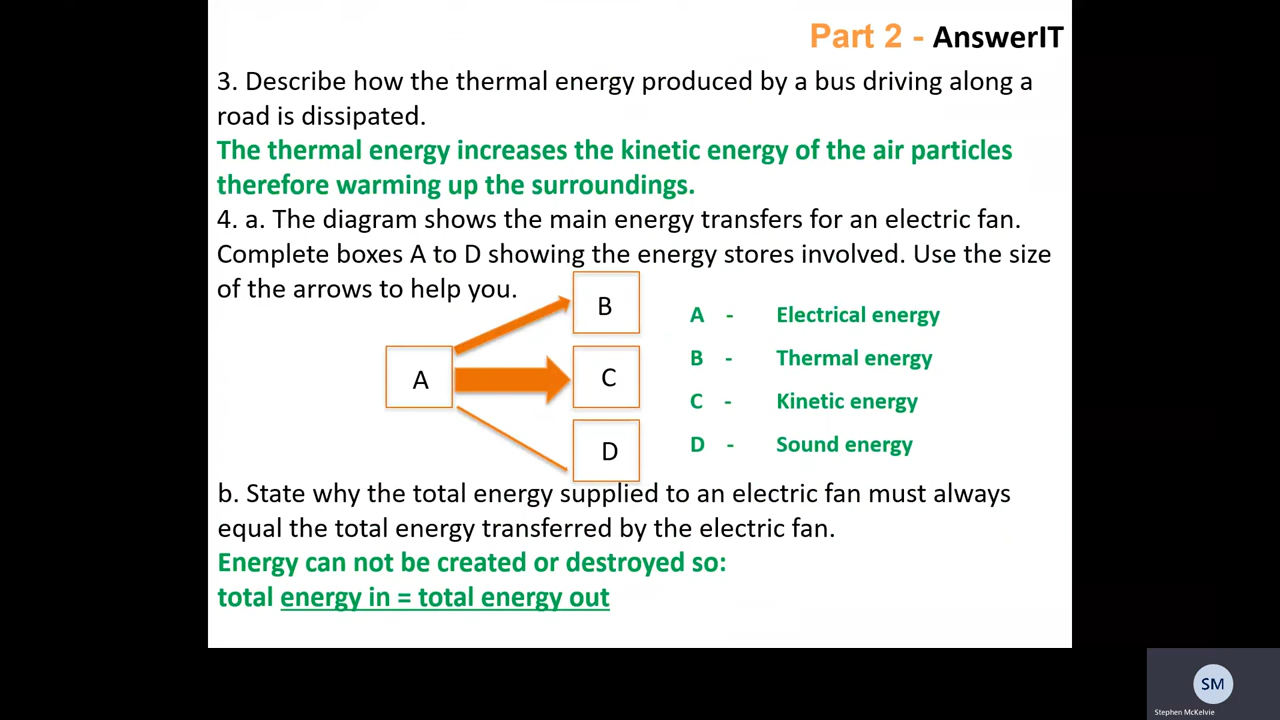 Part 2 - AnswerIT
3. Describe how the thermal energy produced by a bus driving along a
road is dissipated.
The thermal energy increases the kinetic energy of the air particles
therefore warming up the surroundings.
4. a. The diagram shows the main energy transfers for an electric fan.
Complete boxes A to D showing the energy stores involved. Use the size
of the arrows to help you.
B
A - Electrical energy
B - Thermal energy
A
C
C - Kinetic energy
D - Sound energy
D
b. State why the total energy supplied to an electric fan must always
equal the total energy transferred by the electric fan.
Energy can not be created or destroyed so:
total energy in = total energy out
SM
Stephen McKelvie